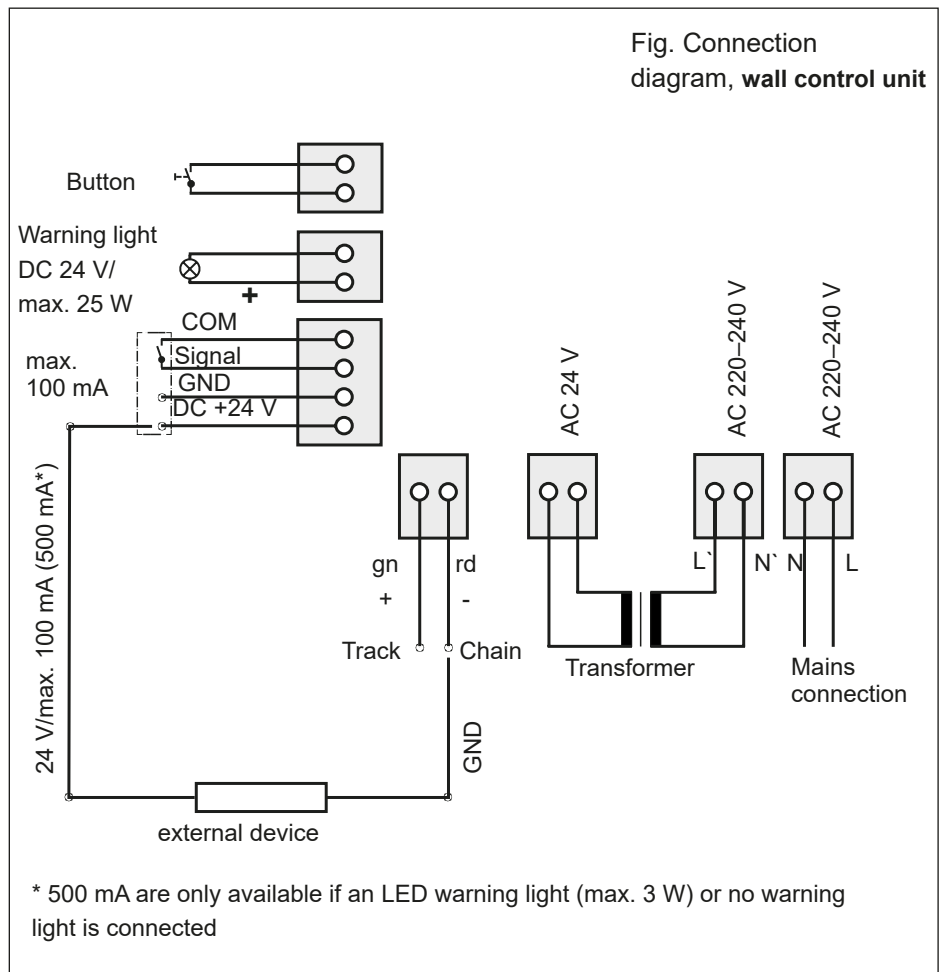 Fig. Connection
diagram, wall control unit
Button
Warning light
DC 24 V/
max. 25 W
+
COM
Signal
GND
DC +24 V
max.
100 mA
24 V/max. 100 mA (500 mA*)
gn
rd
+
-
Track
Chain
GND
external device
AC 24 V
AC 220–240 V
AC 220–240 V
L`
N`
N
L
Transformer
Mains
connection
* 500 mA are only available if an LED warning light (max. 3 W) or no warning
light is connected